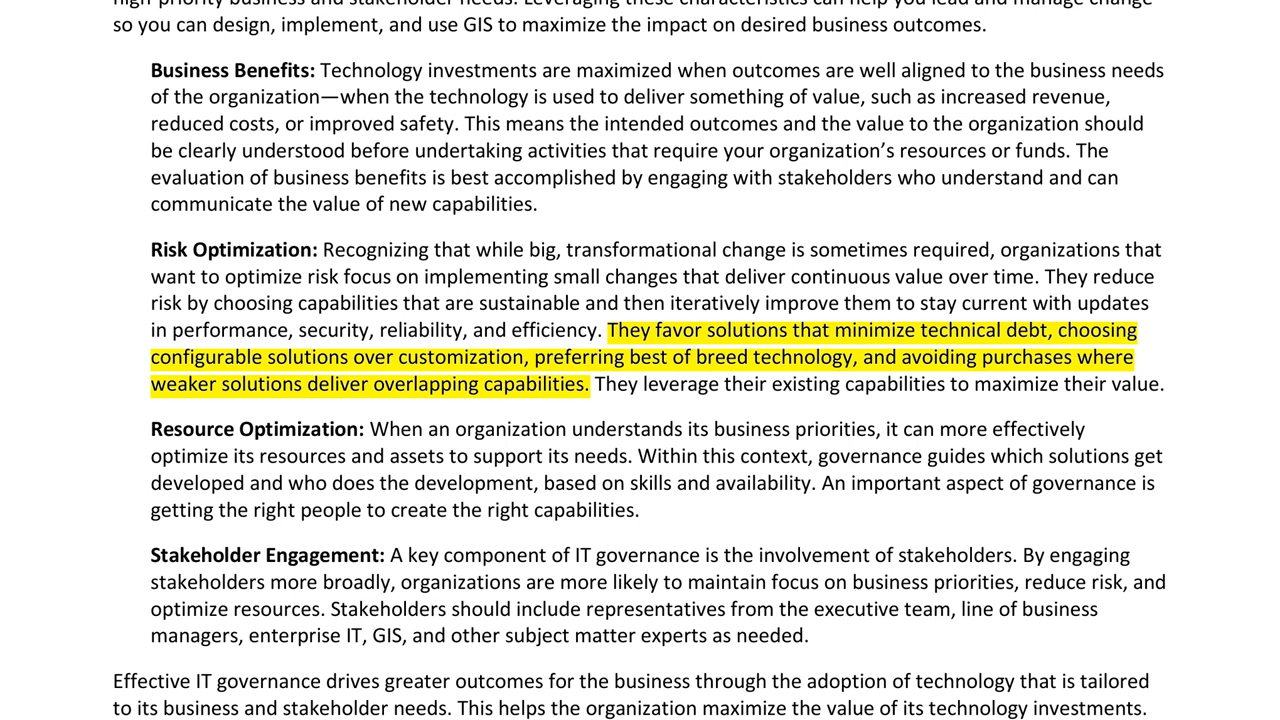 high-priority business and stakeholder needs. Leveraging these characteristics can help you lead and manage change
so you can design, implement, and use GIS to maximize the impact on desired business outcomes.
Business Benefits: Technology investments are maximized when outcomes are well aligned to the business needs
of the organization—when the technology is used to deliver something of value, such as increased revenue,
reduced costs, or improved safety. This means the intended outcomes and the value to the organization should
be clearly understood before undertaking activities that require your organization’s resources or funds. The
evaluation of business benefits is best accomplished by engaging with stakeholders who understand and can
communicate the value of new capabilities.
Risk Optimization: Recognizing that while big, transformational change is sometimes required, organizations that
want to optimize risk focus on implementing small changes that deliver continuous value over time. They reduce
risk by choosing capabilities that are sustainable and then iteratively improve them to stay current with updates
in performance, security, reliability, and efficiency. They favor solutions that minimize technical debt, choosing
configurable solutions over customization, preferring best of breed technology, and avoiding purchases where
weaker solutions deliver overlapping capabilities. They leverage their existing capabilities to maximize their value.
Resource Optimization: When an organization understands its business priorities, it can more effectively
optimize its resources and assets to support its needs. Within this context, governance guides which solutions get
developed and who does the development, based on skills and availability. An important aspect of governance is
getting the right people to create the right capabilities.
Stakeholder Engagement: A key component of IT governance is the involvement of stakeholders. By engaging
stakeholders more broadly, organizations are more likely to maintain focus on business priorities, reduce risk, and
optimize resources. Stakeholders should include representatives from the executive team, line of business
managers, enterprise IT, GIS, and other subject matter experts as needed.
Effective IT governance drives greater outcomes for the business through the adoption of technology that is tailored
to its business and stakeholder needs. This helps the organization maximize the value of its technology investments.